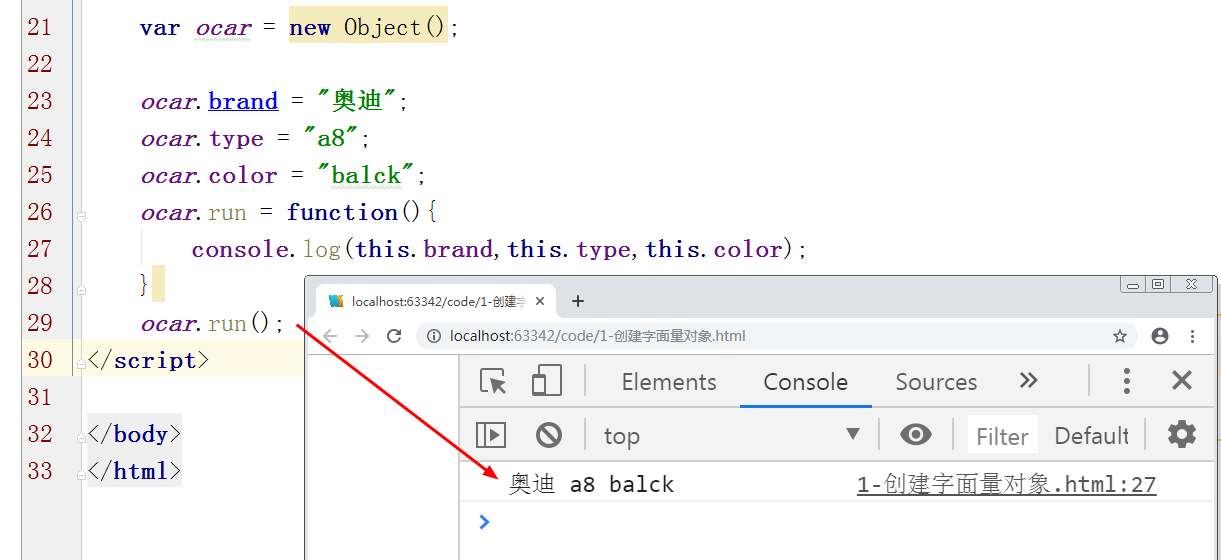 21 var ocar = new Object();
22
23 ocar.brand = "奥迪";
24 ocar.type = "a8";
25 ocar.color = "balck";
26 ocar.run = function(){
27 console.log(this.brand,this.type,this.color);
28 }
29 ocar.run();
30 </script>
31
32 </body>
33 </html>
localhost:63342/code/1-创建字
localhost:63342/code/1-创建字面量对象.html
Elements Console Sources
top Filter Default
奥迪 a8 balck 1-创建字面量对象.html:27